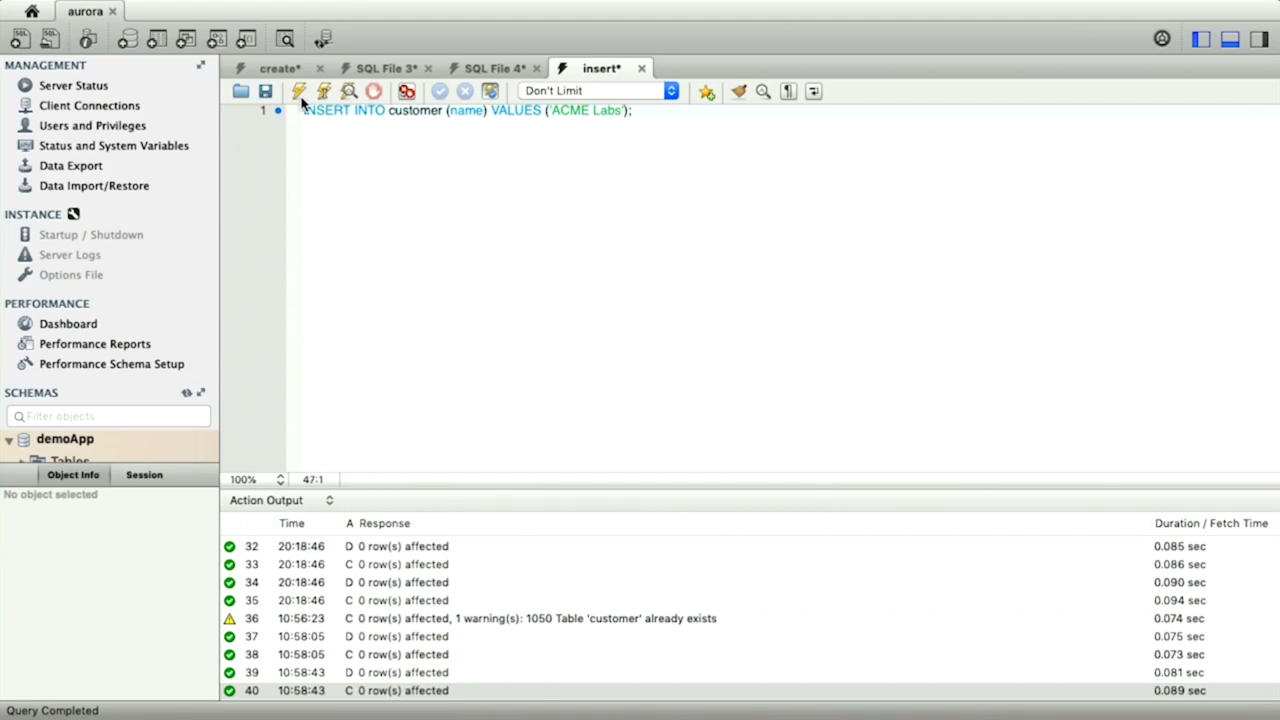 aurora
MANAGEMENT
Server Status
Client Connections
Users and Privileges
Status and System Variables
Data Export
Data Import/Restore
INSTANCE
Startup / Shutdown
Server Logs
Options File
PERFORMANCE
Dashboard
Performance Reports
Performance Schema Setup
SCHEMAS
Filter objects
demoApp
Tables
Object Info Session
No object selected
create* SQL File 3* SQL File 4* insert*
Don't Limit
1 INSERT INTO customer (name) VALUES ('ACME Labs');
100% 47:1
Action Output
Time A Response Duration / Fetch Time
32 20:18:46 D 0 row(s) affected 0.085 sec
33 20:18:46 C 0 row(s) affected 0.086 sec
34 20:18:46 D 0 row(s) affected 0.090 sec
35 20:18:46 C 0 row(s) affected 0.094 sec
36 10:56:23 C 0 row(s) affected, 1 warning(s): 1050 Table 'customer' already exists 0.074 sec
37 10:58:05 D 0 row(s) affected 0.075 sec
38 10:58:05 C 0 row(s) affected 0.073 sec
39 10:58:43 D 0 row(s) affected 0.081 sec
40 10:58:43 C 0 row(s) affected 0.089 sec
Query Completed